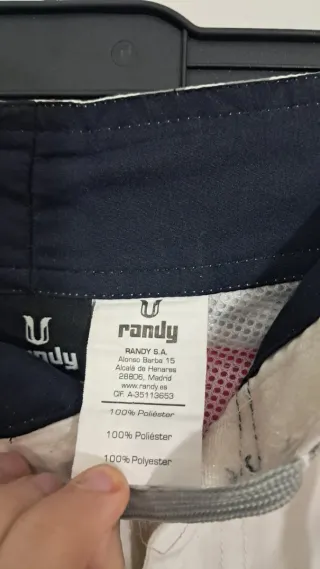 randy
randy
RANDY S.A.
Alonso Barba 15
Alcalá de Henares
28806, Madrid
www.randy.es
CIF. A-35113653
100% Poliéster
100% Poliéster
100% Polyester